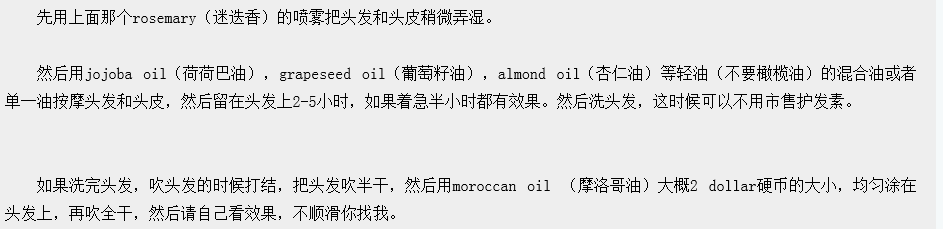 先用上面那个rosemary（迷迭香）的喷雾把头发和头皮稍微弄湿。
然后用jojoba oil（荷荷巴油）, grapeseed oil（葡萄籽油）, almond oil（杏仁油）等轻油（不要橄榄油）的混合油或者
单一油按摩头发和头皮，然后留在头发上2-5小时，如果着急半小时都有效果。然后洗头发，这时候可以不用市售护发素。
如果洗完头发，吹头发的时候打结，把头发吹半干，然后用moroccan oil （摩洛哥油）大概2 dollar硬币的大小，均匀涂在
头发上，再吹全干，然后请自己看效果，不顺滑你找我。